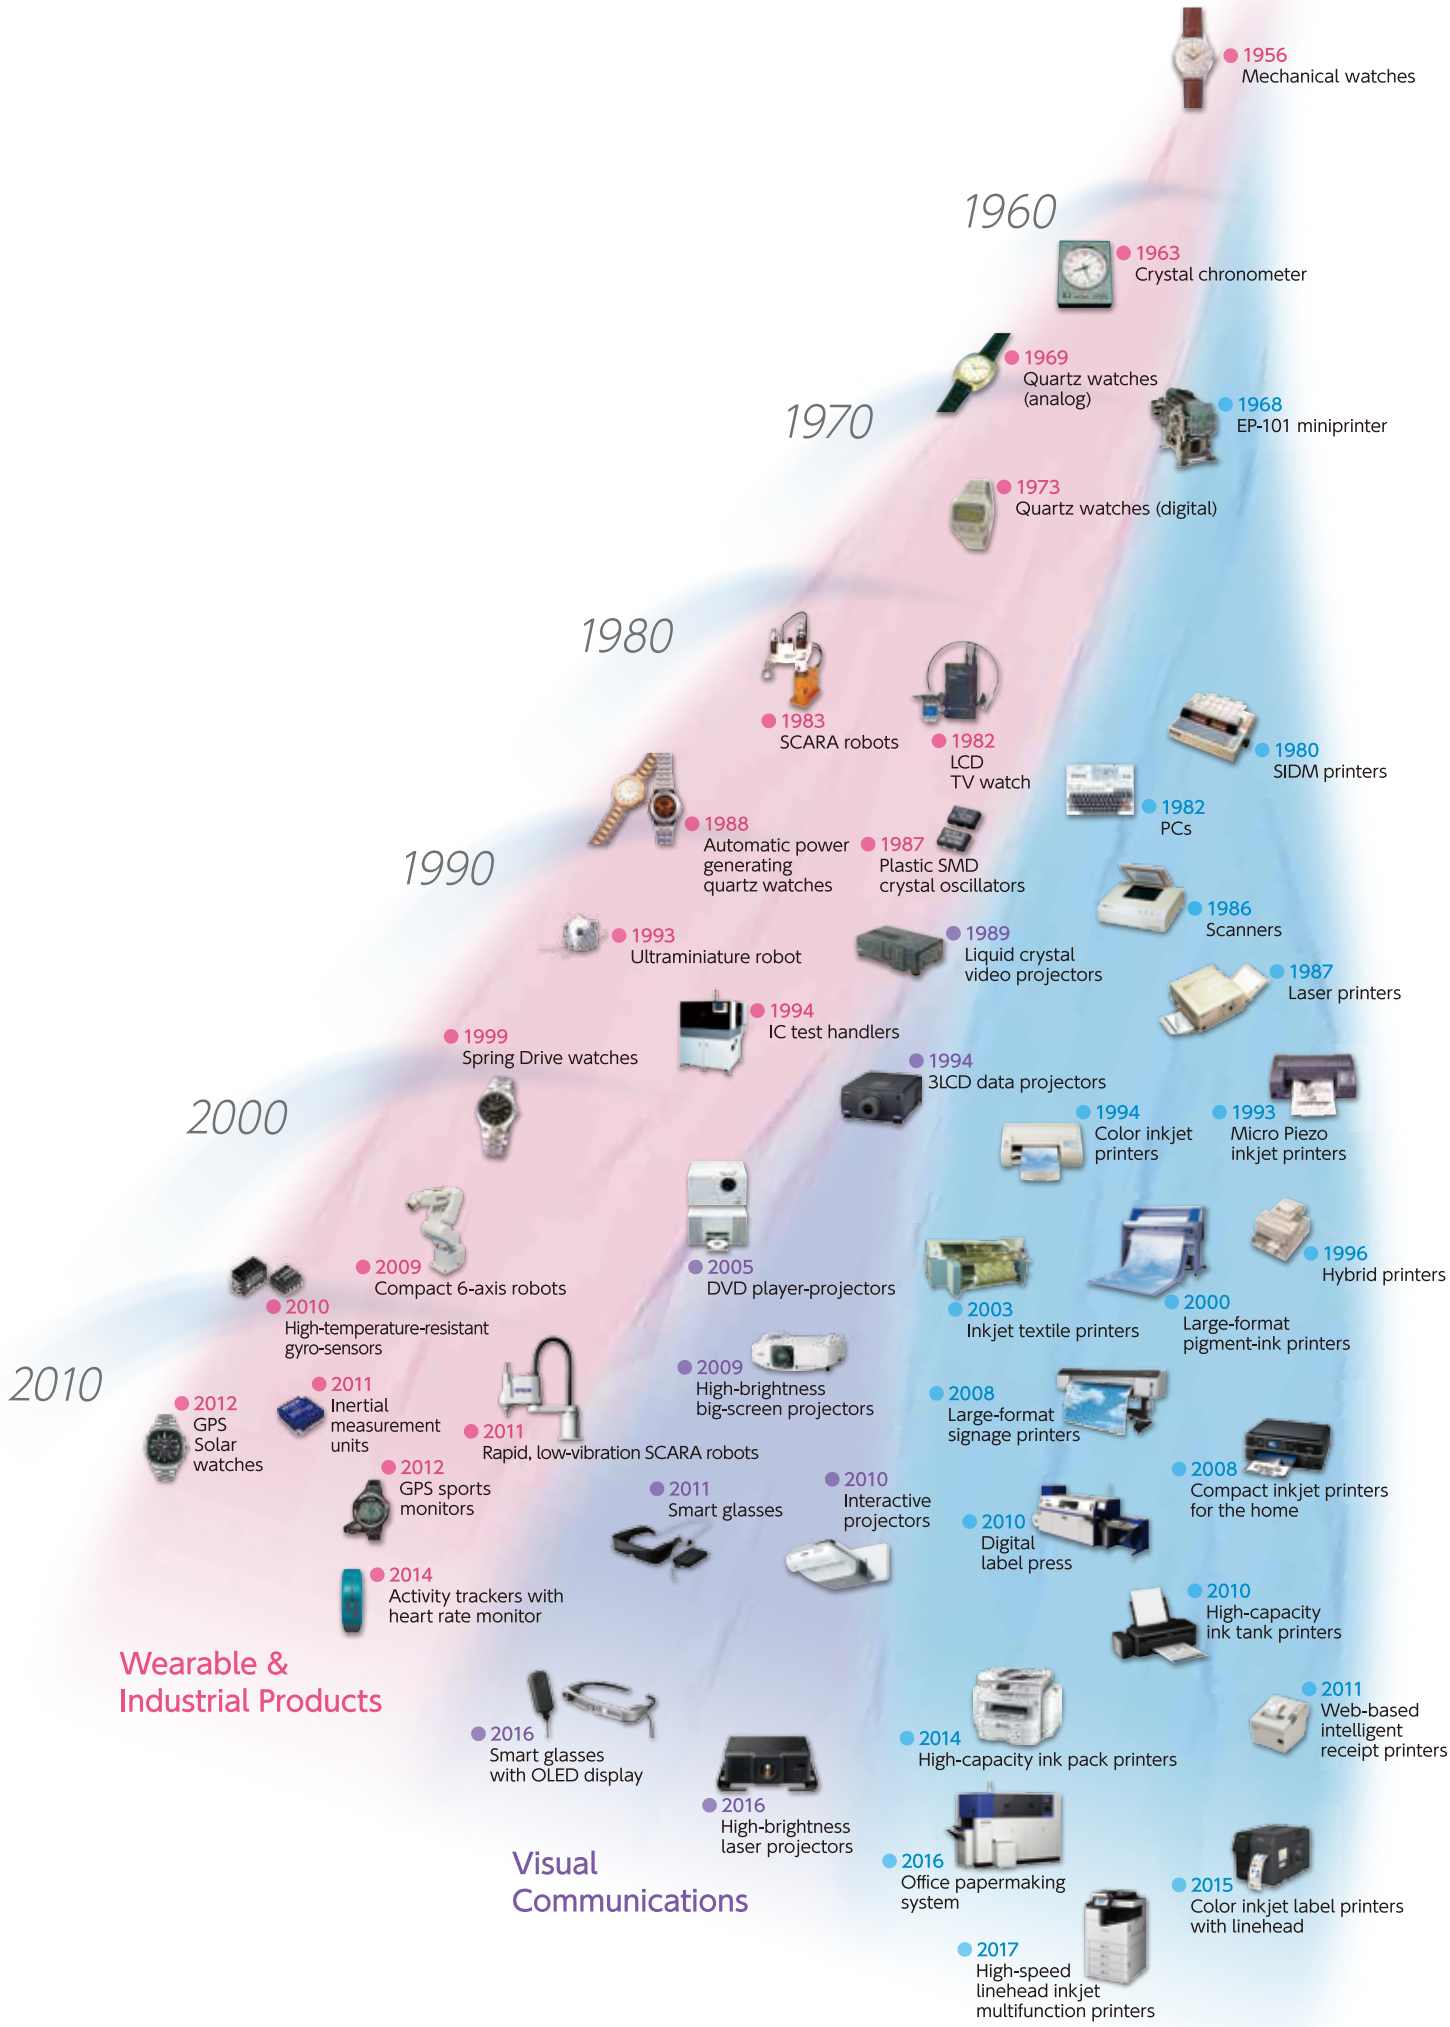 1956
Mechanical watches
1960
1963
Crystal chronometer
1969
Quartz watches
(analog)
1968
EP-101 miniprinter
1970
1973
Quartz watches (digital)
1980
1983
SCARA robots
1982
LCD
TV watch
1980
SIDM printers
1982
PCs
1988
Automatic power
generating
quartz watches
1987
Plastic SMD
crystal oscillators
1990
1986
Scanners
1993
Ultraminiature robot
1989
Liquid crystal
video projectors
1987
Laser printers
1994
IC test handlers
1999
Spring Drive watches
1994
3LCD data projectors
2000
1994
Color inkjet
printers
1993
Micro Piezo
inkjet printers
2009
Compact 6-axis robots
2005
DVD player-projectors
1996
Hybrid printers
2010
High-temperature-resistant
gyro-sensors
2003
Inkjet textile printers
2000
Large-format
pigment-ink printers
2010
2012
GPS
Solar
watches
2011
Inertial
measurement
units
2011
Rapid, low-vibration SCARA robots
2009
High-brightness
big-screen projectors
2008
Large-format
signage printers
2012
GPS sports
monitors
2011
Smart glasses
2010
Interactive
projectors
2008
Compact inkjet printers
for the home
2010
Digital
label press
2014
Activity trackers with
heart rate monitor
2010
High-capacity
ink tank printers
Wearable &
Industrial Products
2016
Smart glasses
with OLED display
2014
High-capacity ink pack printers
2011
Web-based
intelligent
receipt printers
2016
High-brightness
laser projectors
Visual
Communications
2016
Office papermaking
system
2015
Color inkjet label printers
with linehead
2017
High-speed
linehead inkjet
multifunction printers